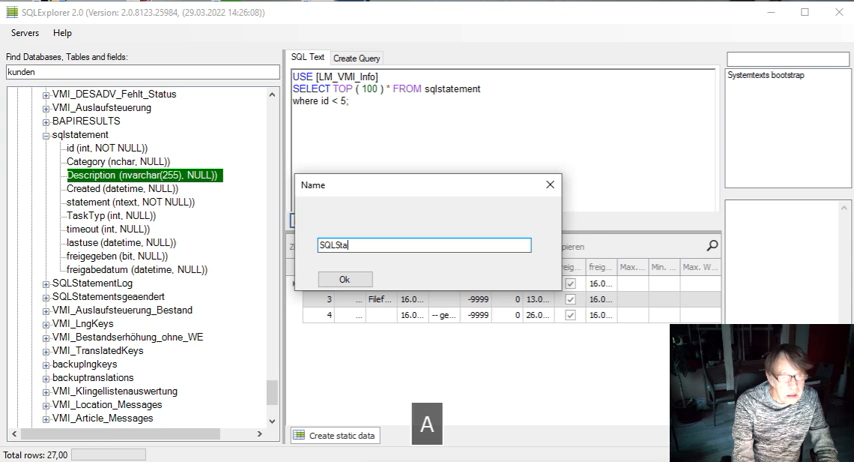 SQLExplorer 2.0 (Version: 2.0.8123.25984, (29.03.2022 14:26:08))
Servers Help
Find Databases, Tables and fields:
kunden
VMI_DESADV_Fehlt_Status
VMI_Auslaufsteuerung
BAPIRESULTS
sqlstatement
id (int, NOT NULL))
Category (nchar, NULL))
Description (nvarchar(255), NULL))
Created (datetime, NULL))
statement (ntext, NOT NULL))
TaskTyp (int, NULL))
timeout (int, NULL))
lastuse (datetime, NULL))
freigegeben (bit, NULL))
freigabedatum (datetime, NULL))
SQLStatementLog
SQLStatementsgeaendert
VMI_Auslaufsteuerung_Bestand
VMI_LngKeys
VMI_Bestandserhöhung_ohne_WE
VMI_TranslatedKeys
backuplngkeys
backuptranslations
VMI_Klingellistenauswertung
VMI_Location_Messages
VMI_Article_Messages
Total rows: 27,00
SQL Text Create Query
USE [LM_VMI_Info]
SELECT TOP ( 100 ) * FROM sqlstatement
where id < 5;
Name
SQLSta
Ok
pieren
freig... Max.... Min. ... Max. W...
16.0...
3 ... Filef... 16.0... -9999 0 13.0... 16.0...
4 ... 16.0... -- ge... -9999 0 26.0... 16.0...
Create static data
Systemtexts bootstrap
A